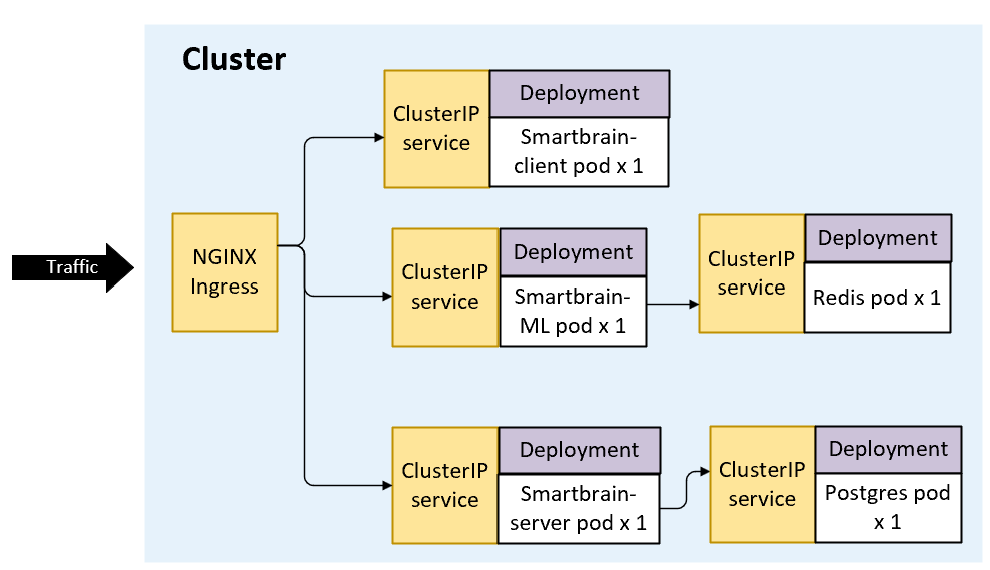 Cluster
Traffic
NGINX
Ingress
ClusterIP
service
Deployment
Smartbrain-
client pod x 1
ClusterIP
service
Deployment
Smartbrain-
ML pod x 1
ClusterIP
service
Deployment
Redis pod x 1
ClusterIP
service
Deployment
Smartbrain-
server pod x 1
ClusterIP
service
Deployment
Postgres pod
x 1